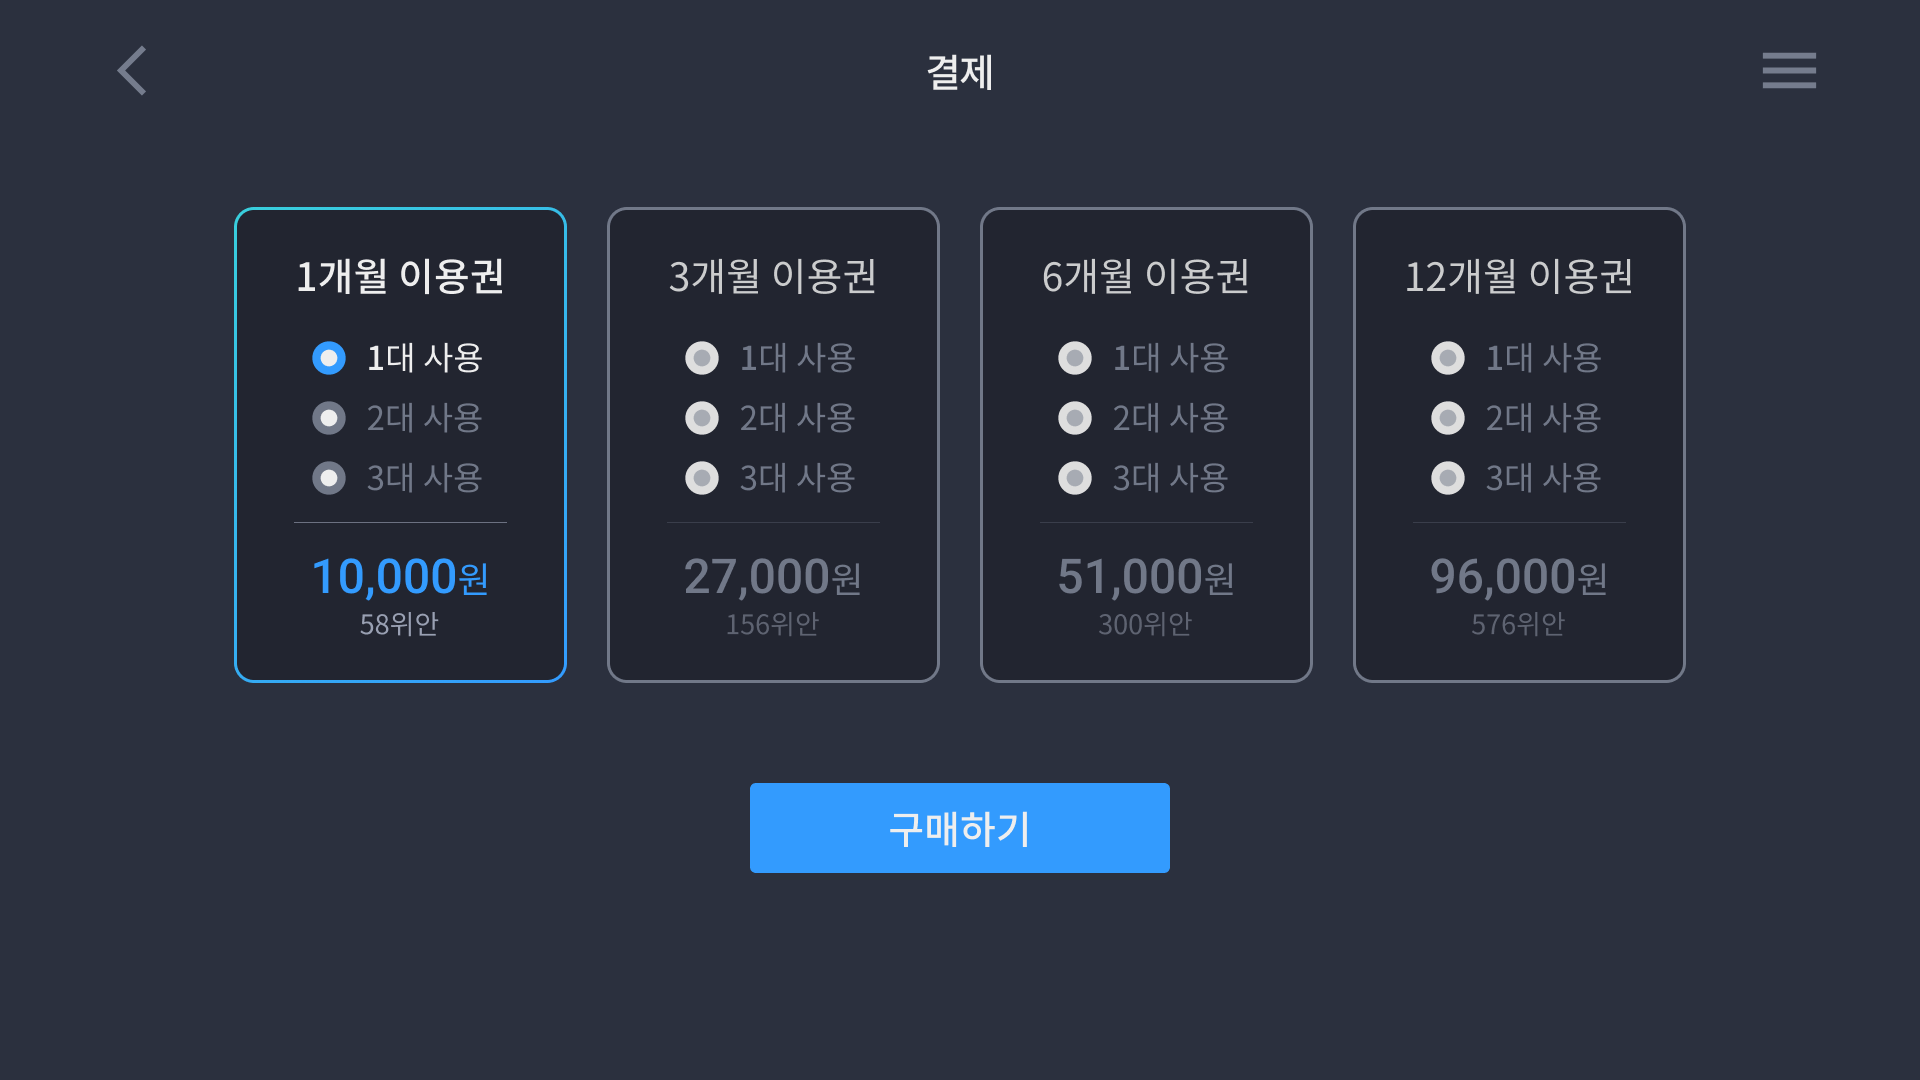 결제
1개월 이용권
1대 사용
2대 사용
3대 사용
10,000원
58위안
3개월 이용권
1대 사용
2대 사용
3대 사용
27,000원
156위안
6개월 이용권
1대 사용
2대 사용
3대 사용
51,000원
300위안
12개월 이용권
1대 사용
2대 사용
3대 사용
96,000원
576위안
구매하기